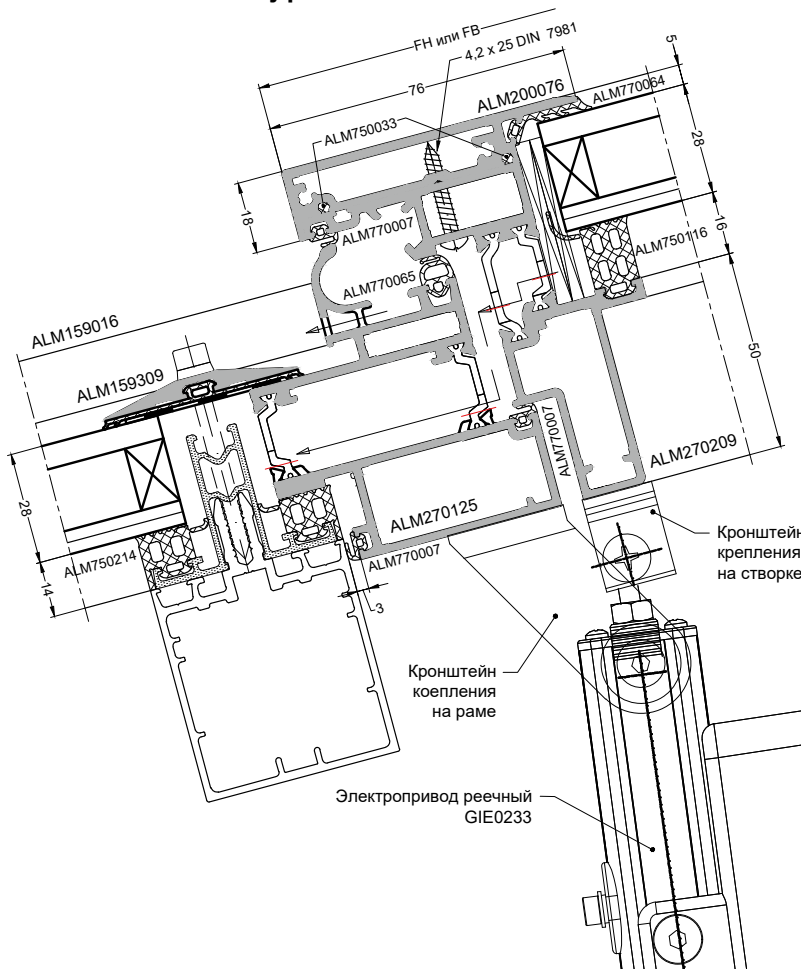 FH или FB
4,2 x 25 DIN 7981
76
5
ALM200076
ALM770064
ALM750033
28
18
ALM770007
ALM750116
16
ALM770065
ALM159016
50
ALM159309
ALM770007
ALM270209
28
ALM270125
ALM750214
ALM770007
14
3
Кронштейн
крепления
на створке
Кронштейн
коепления
на раме
Электропривод реечный
GIE0233